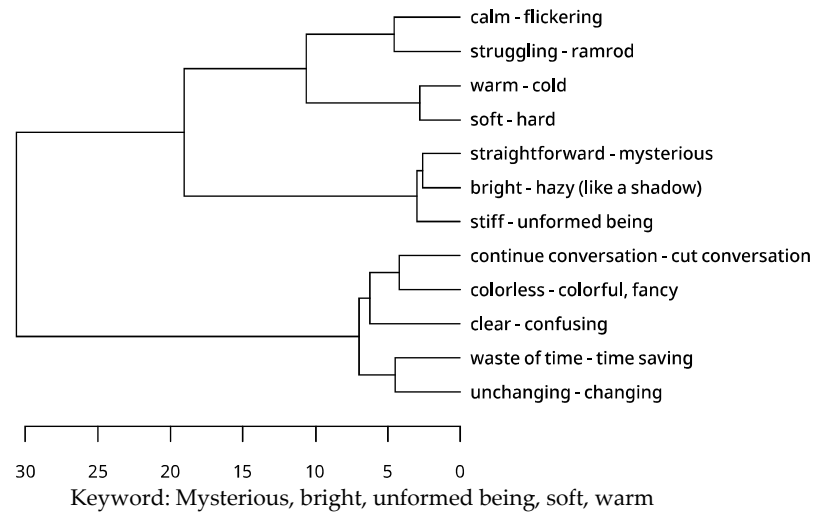 calm - flickering
struggling - ramrod
warm - cold
soft - hard
straightforward - mysterious
bright - hazy (like a shadow)
stiff - unformed being
continue conversation - cut conversation
colorless - colorful, fancy
clear - confusing
waste of time - time saving
unchanging - changing
30 25 20 15 10 5 0
Keyword: Mysterious, bright, unformed being, soft, warm